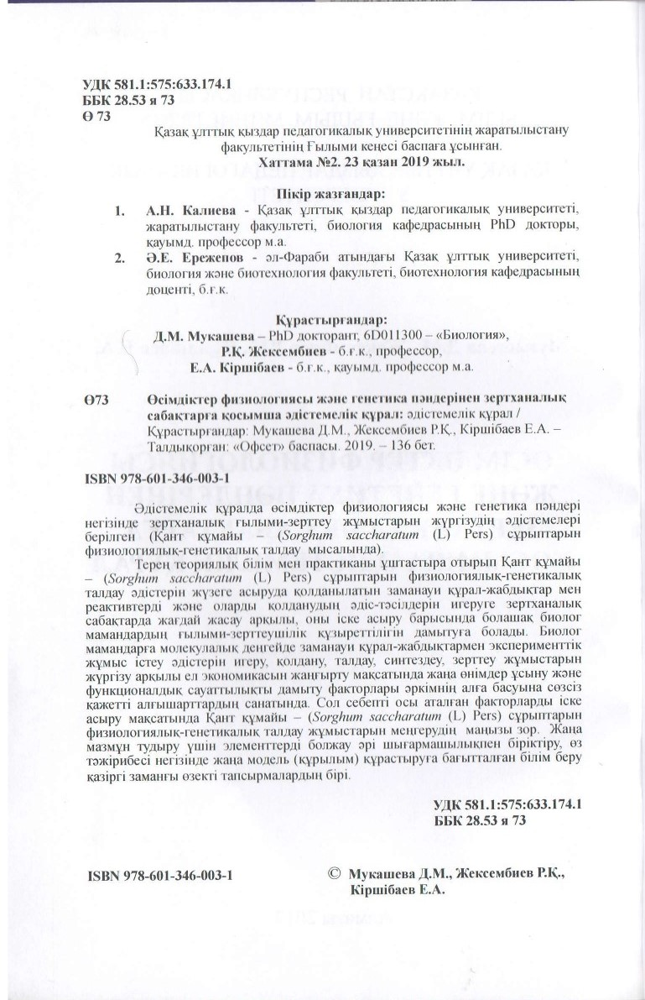 УДК 581.1:575:633.174.1
ББК 28.53 я 73
Ө 73
Қазақ ұлттық қыздар педагогикалық университетінің жаратылыстану
факультетінің Ғылыми кеңесі баспаға ұсынған.
Хаттама №2. 23 қазан 2019 жыл.
Пікір жазғандар:
1. А.Н. Калиева - Қазақ ұлттық қыздар педагогикалық университеті,
жаратылыстану факультеті, биология кафедрасының PhD докторы,
қауымд. профессор м.а.
2. Ә.Е. Ережепов - әл-Фараби атындағы Қазақ ұлттық университеті,
биология және биотехнология факультеті, биотехнология кафедрасының
доценті, б.ғ.к.
Құрастырғандар:
Д.М. Мукашева – PhD докторант, 6D011300 – «Биология»,
Р.Қ. Жексембиев - б.ғ.к., профессор,
Е.А. Кіршібаев - б.ғ.к., қауымд. профессор м.а.
Ө73 Өсімдіктер физиологиясы және генетика пәндерінен зертханалық
сабақтарға қосымша әдістемелік құрал: әдістемелік құрал /
Құрастырғандар: Мукашева Д.М., Жексембиев Р.Қ., Кіршібаев Е.А. –
Талдықорған: «Офсет» баспасы. 2019. – 136 бет.
ISBN 978-601-346-003-1
Әдістемелік құралда өсімдіктер физиологиясы және генетика пәндері
негізінде зертханалық ғылыми-зерттеу жұмыстарын жүргізудің әдістемелері
берілген (Қант құмайы – (Sorghum saccharatum (L) Pers) сұрыптарын
физиологиялық-генетикалық талдау мысалында).
Терең теориялық білім мен практиканы ұштастыра отырып Қант құмайы
– (Sorghum saccharatum (L) Pers) сұрыптарын физиологиялық-генетикалық
талдау әдістерін жүзеге асыруда қолданылатын заманауи құрал-жабдықтар мен
реактивтерді және оларды қолданудың әдіс-тәсілдерін игеруге зертханалық
сабақтарда жағдай жасау арқылы, оны іске асыру барысында болашақ биолог
мамандардың ғылыми-зерттеушілік құзыреттілігін дамытуға болады. Биолог
мамандарға молекулалық деңгейде заманауи құрал-жабдықтармен эксперименттік
жұмыс істеу әдістерін игеру, қолдану, талдау, синтездеу, зерттеу жұмыстарын
жүргізу арқылы ел экономикасын жаңғырту мақсатында жаңа өнімдер ұсыну және
функционалдық сауаттылықты дамыту факторлары әркімнің алға басуына сөзсіз
қажетті алғышарттардың санатында. Сол себепті осы аталған факторларды іске
асыру мақсатында Қант құмайы – (Sorghum saccharatum (L) Pers) сұрыптарын
физиологиялық-генетикалық талдау жұмыстарын меңгерудің маңызы зор. Жаңа
мазмұн тудыру үшін элементтерді болжау әрі шығармашылықпен біріктіру, өз
тәжірибесі негізінде жаңа модель (құрылым) құрастыруға бағытталған білім беру
қазіргі заманғы өзекті тапсырмалардың бірі.
УДК 581.1:575:633.174.1
ББК 28.53 я 73
ISBN 978-601-346-003-1 © Мукашева Д.М., Жексембиев Р.Қ.,
Кіршібаев Е.А.